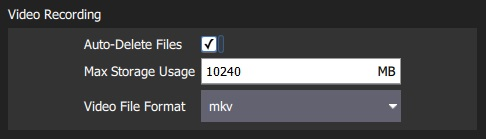 Video Recording
Auto-Delete Files
Max Storage Usage 10240 MB
Video File Format mkv